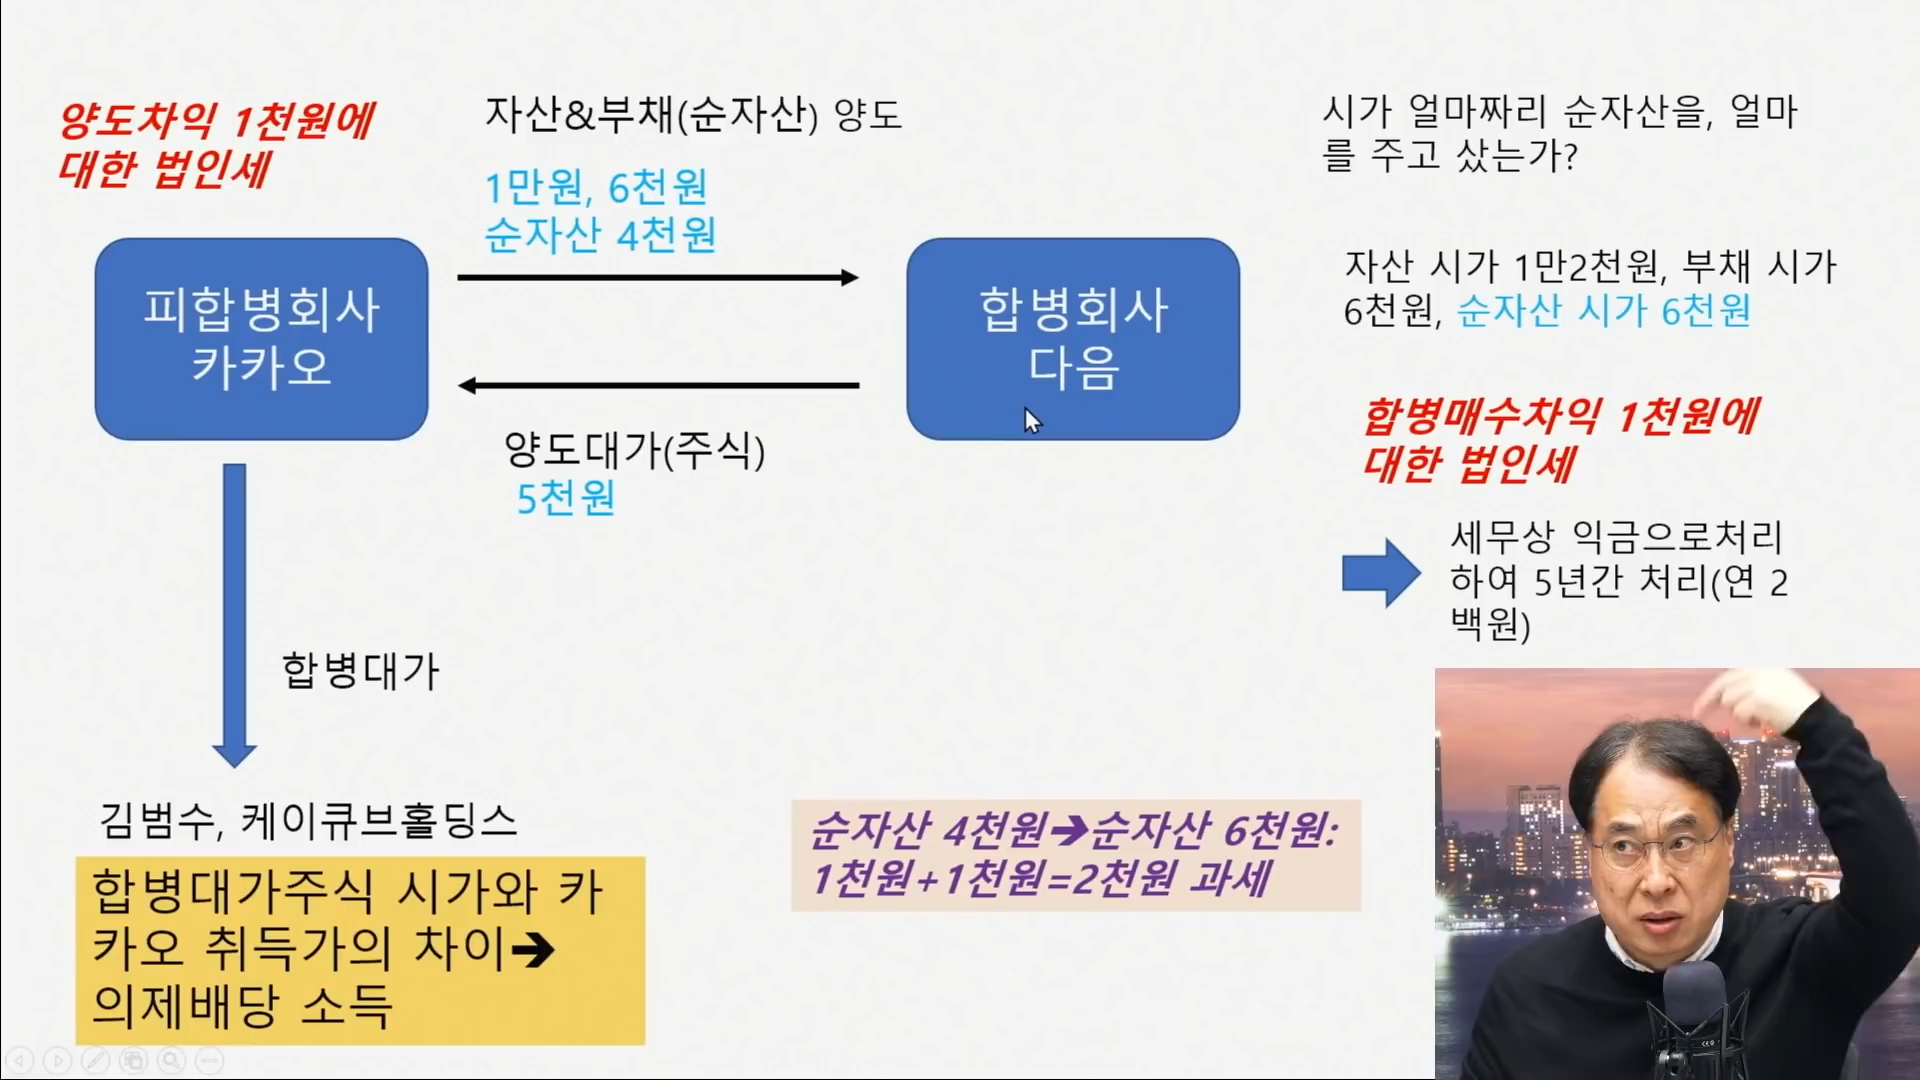 양도차익 1천원에
대한 법인세
자산&부채(순자산) 양도
1만원, 6천원
순자산 4천원
피합병회사
카카오
합병회사
다음
양도대가(주식)
5천원
합병대가
김범수, 케이큐브홀딩스
합병대가주식 시가와 카
카오 취득가의 차이➔
의제배당 소득
시가 얼마짜리 순자산을, 얼마
를 주고 샀는가?
자산 시가 1만2천원, 부채 시가
6천원, 순자산 시가 6천원
합병매수차익 1천원에
대한 법인세
세무상 익금으로처리
하여 5년간 처리(연 2
백원)
순자산 4천원➔순자산 6천원:
1천원+1천원=2천원 과세